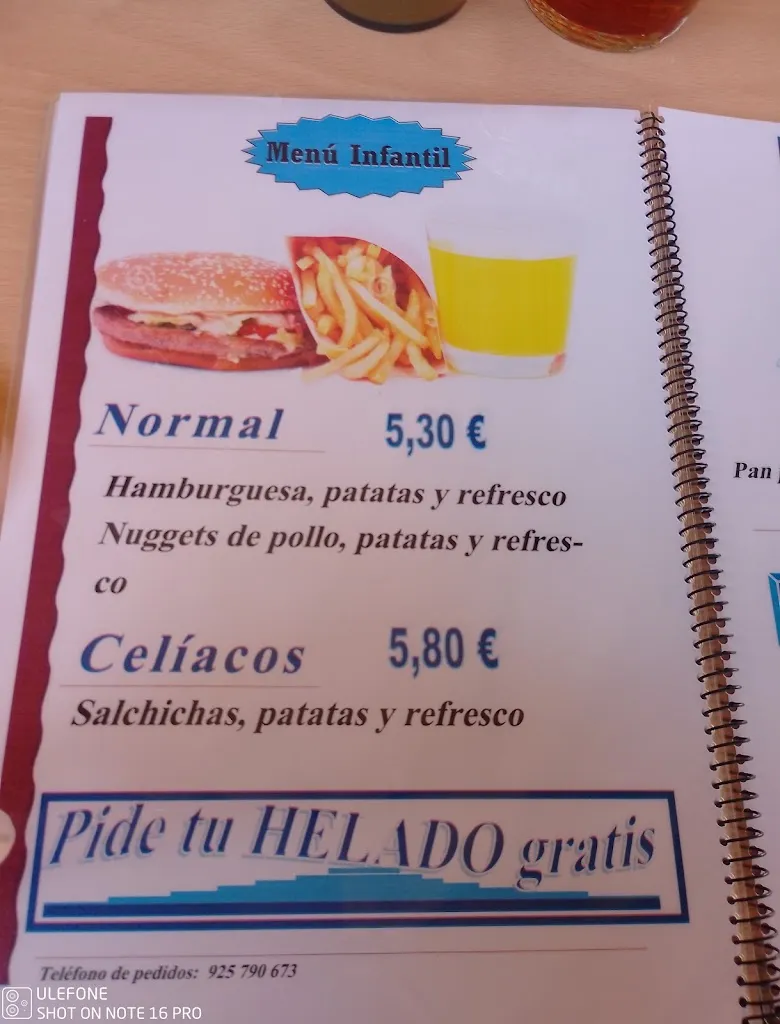 Menú Infantil
Normal 5,30 €
Hamburguesa, patatas y refresco
Nuggets de pollo, patatas y refres-
co
Celíacos 5,80 €
Salchichas, patatas y refresco
Pide tu HELADO gratis
Teléfono de pedidos: 925 790 673
Pan
ULEFONE
SHOT ON NOTE 16 PRO